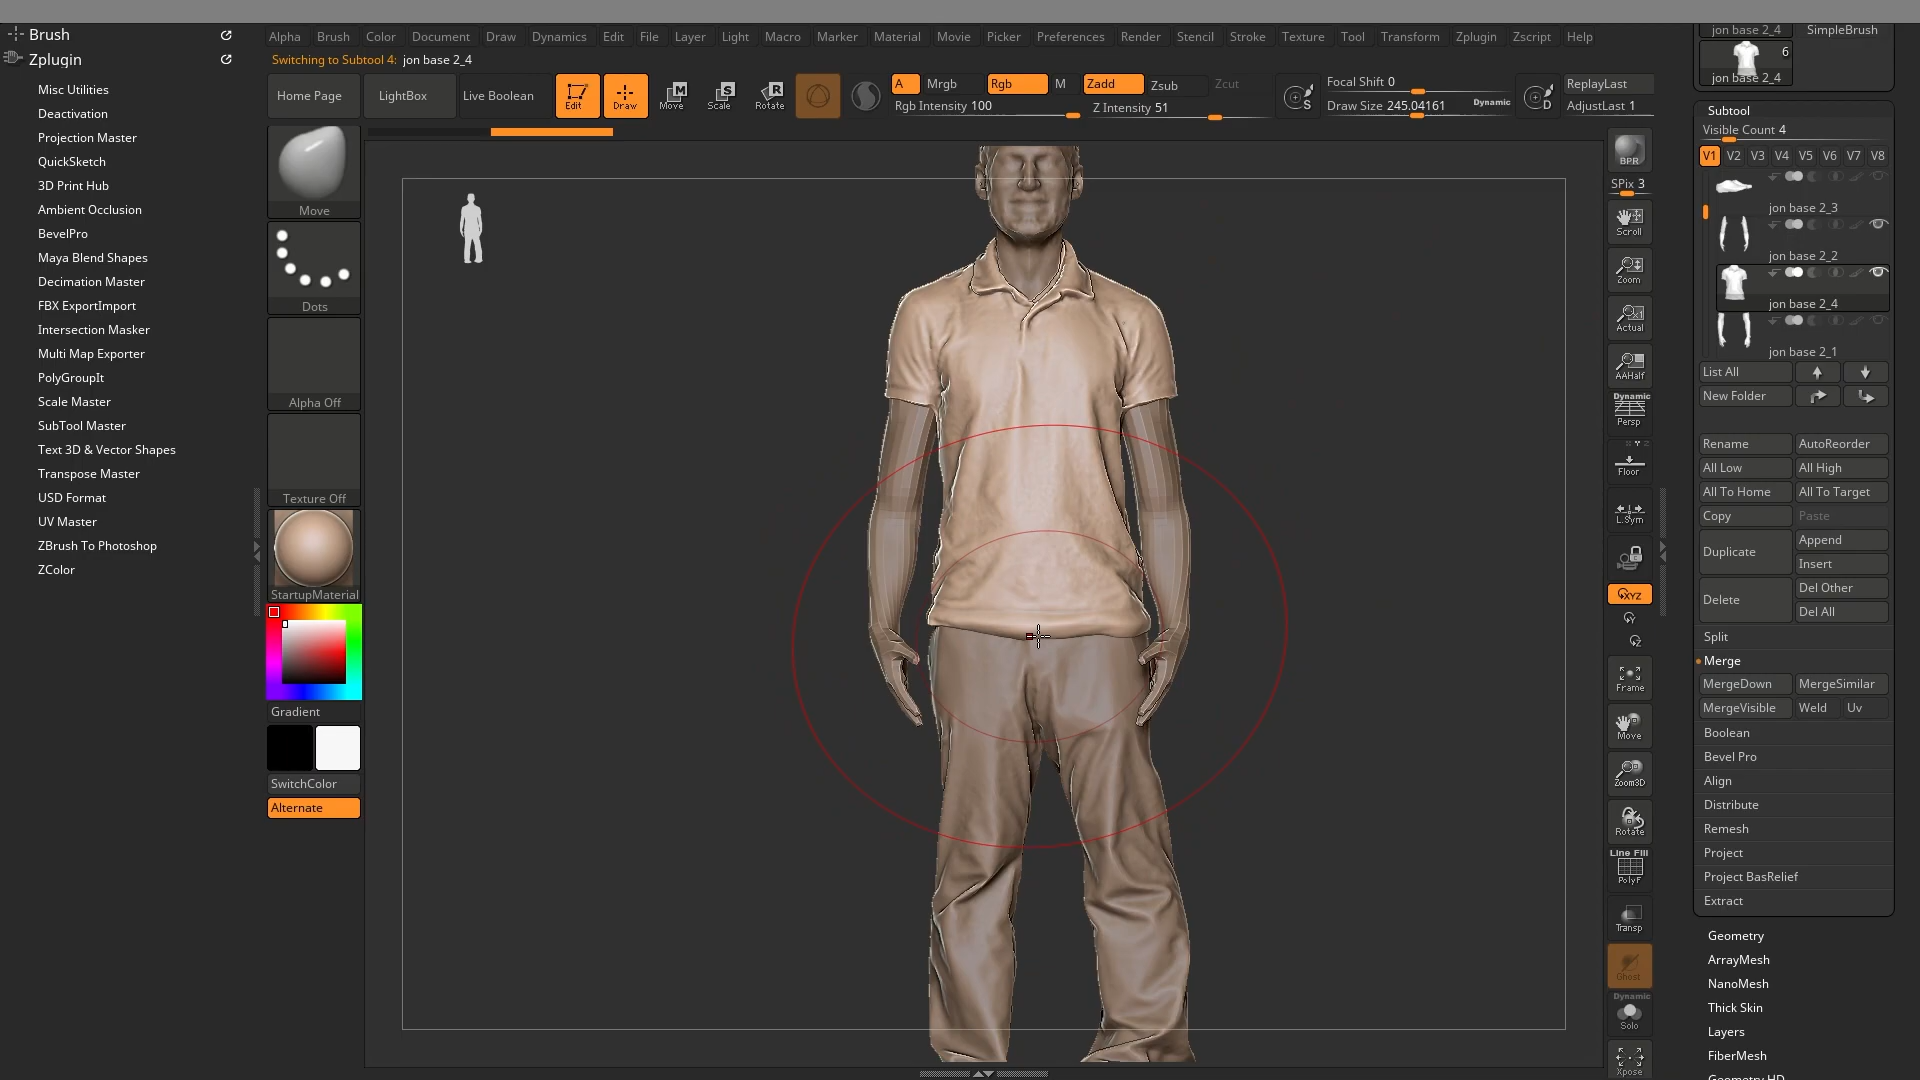 Brush
Zplugin
Misc Utilities
Deactivation
Projection Master
QuickSketch
3D Print Hub
Ambient Occlusion
BevelPro
Maya Blend Shapes
Decimation Master
FBX ExportImport
Intersection Masker
Multi Map Exporter
PolyGroupIt
Scale Master
SubTool Master
Text 3D & Vector Shapes
Transpose Master
USD Format
UV Master
ZBrush To Photoshop
ZColor
Alpha Brush Color Document Draw Dynamics Edit File Layer Light Macro Marker Material Movie Picker Preferences Render Stencil Stroke Texture Tool Transform Zplugin Zscript Help
Switching to Subtool 4: jon base 2_4
Home Page LightBox Live Boolean Edit Draw Move Scale Rotate
M S R
A Mrgb Rgb M Zadd Zsub Zcut
Rgb Intensity 100 Z Intensity 51
S
Focal Shift 0
Draw Size 245.04161 Dynamic
D
ReplayLast
AdjustLast 1
Move
Dots
Alpha Off
Texture Off
StartupMaterial
Gradient
SwitchColor
Alternate
BPR
SPix 3
Scroll
Zoom
Actual
AAHalf
Dynamic
Persp
Floor
L.Sym
XYZ
Frame
Move
Zoom3D
Rotate
Line Fill
PolyF
Transp
Ghost
Dynamic
Solo
Xpose
jon base 2_4 SimpleBrush
6
jon base 2_4
Subtool
Visible Count 4
V1 V2 V3 V4 V5 V6 V7 V8
jon base 2_3
jon base 2_2
jon base 2_4
jon base 2_1
List All
New Folder
Rename AutoReorder
All Low All High
All To Home All To Target
Copy Paste
Duplicate Append
Insert
Delete Del Other
Del All
Split
Merge
MergeDown MergeSimilar
MergeVisible Weld Uv
Boolean
Bevel Pro
Align
Distribute
Remesh
Project
Project BasRelief
Extract
Geometry
ArrayMesh
NanoMesh
Thick Skin
Layers
FiberMesh
Geometry HD